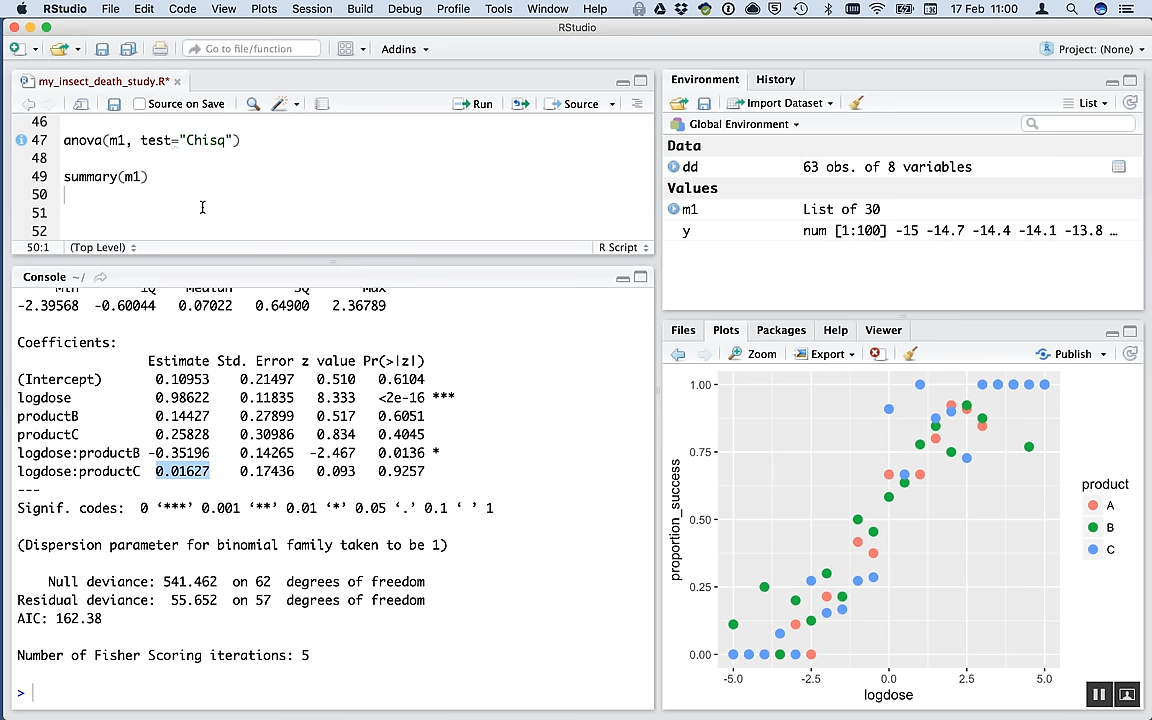 RStudio File Edit Code View Plots Session Build Debug Profile Tools Window Help 17 Feb 11:00
RStudio
Go to file/function Addins Project: (None)
my_insect_death_study.R* Environment History
Source on Save Run Source Import Dataset List
Global Environment
46
47 anova(m1, test="Chisq")
48
49 summary(m1)
50
51
52
50:1 (Top Level) R Script
Data
dd 63 obs. of 8 variables
Values
m1 List of 30
y num [1:100] -15 -14.7 -14.4 -14.1 -13.8 …
Console ~/
Min 1Q Median 3Q Max
-2.39568 -0.60044 0.07022 0.64900 2.36789
Coefficients:
Estimate Std. Error z value Pr(>|z|)
(Intercept) 0.10953 0.21497 0.510 0.6104
logdose 0.98622 0.11835 8.333 <2e-16 ***
productB 0.14427 0.27899 0.517 0.6051
productC 0.25828 0.30986 0.834 0.4045
logdose:productB -0.35196 0.14265 -2.467 0.0136 *
logdose:productC 0.01627 0.17436 0.093 0.9257
---
Signif. codes: 0 ‘***’ 0.001 ‘**’ 0.01 ‘*’ 0.05 ‘.’ 0.1 ‘ ’ 1
(Dispersion parameter for binomial family taken to be 1)
Null deviance: 541.462 on 62 degrees of freedom
Residual deviance: 55.652 on 57 degrees of freedom
AIC: 162.38
Number of Fisher Scoring iterations: 5
>
Files Plots Packages Help Viewer
Zoom Export Publish
1.00
0.75
0.50
0.25
0.00
proportion_success
-5.0 -2.5 0.0 2.5 5.0
logdose
product
A
B
C